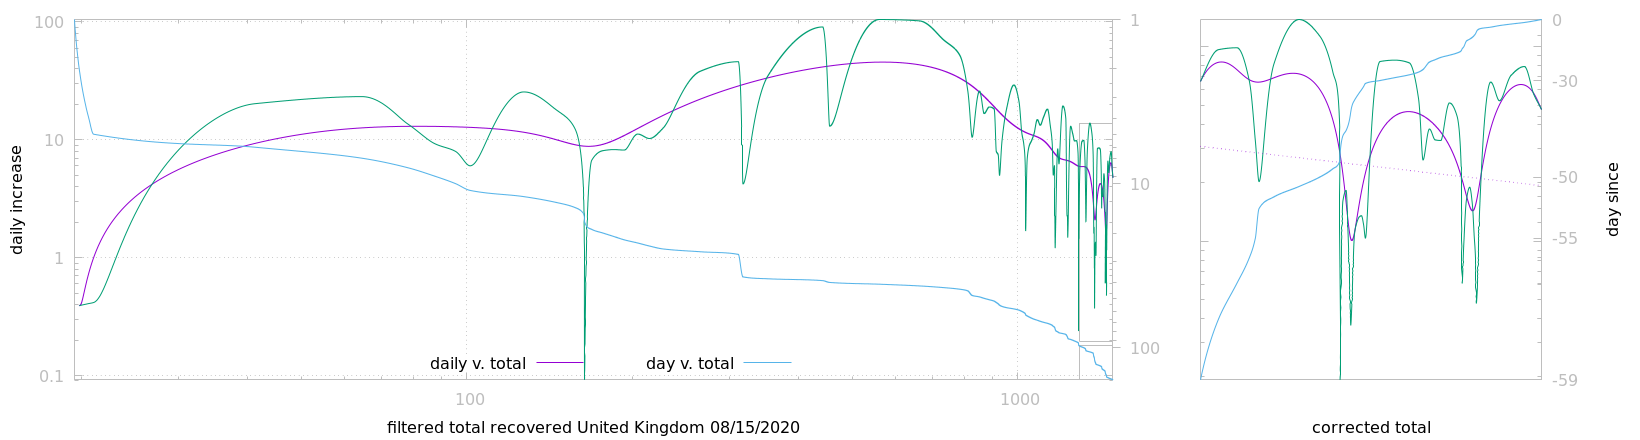 100
10
1
0.1
daily increase
daily v. total
day v. total
100
1000
filtered total recovered United Kingdom 08/15/2020
1
10
100
0
-30
-50
-55
-59
day since
corrected total